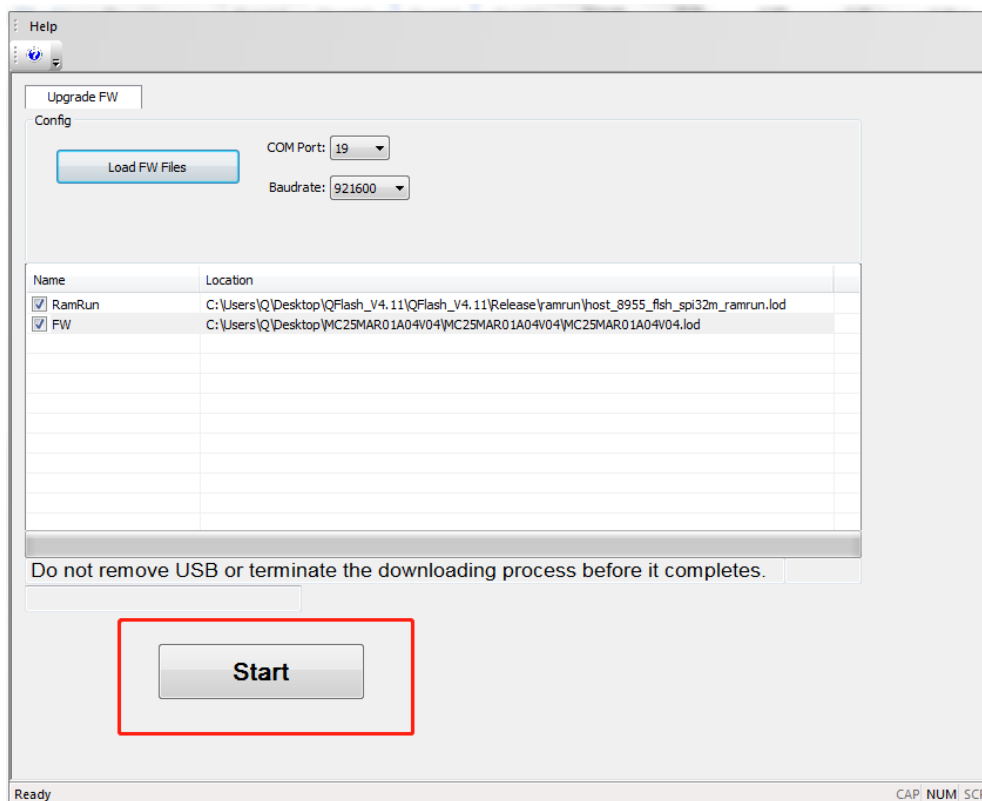 Help
Upgrade FW
Config
Load FW Files
COM Port: 19
Baudrate: 921600
Name Location
RamRun C:\Users\Q\Desktop\QFlash_V4.11\QFlash_V4.11\Release\ramrun\host_8955_flsh_spi32m_ramrun.lod
FW C:\Users\Q\Desktop\MC25MAR01A04V04\MC25MAR01A04V04\MC25MAR01A04V04.lod
Do not remove USB or terminate the downloading process before it completes.
Start
Ready CAP NUM